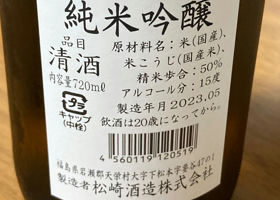 純米吟醸
品目
清酒
内容量720ml
原材料名:米(国産米)、
米こうじ(国産米)
精米歩合:50%
アルコール分:15度
製造年月2023.05
飲酒は20歳になってから。
プラ
キャップ
(中栓)
4560119120519
福島県岩瀬郡天栄村大字下松本字要谷47の1
製造者 松崎酒造株式会社